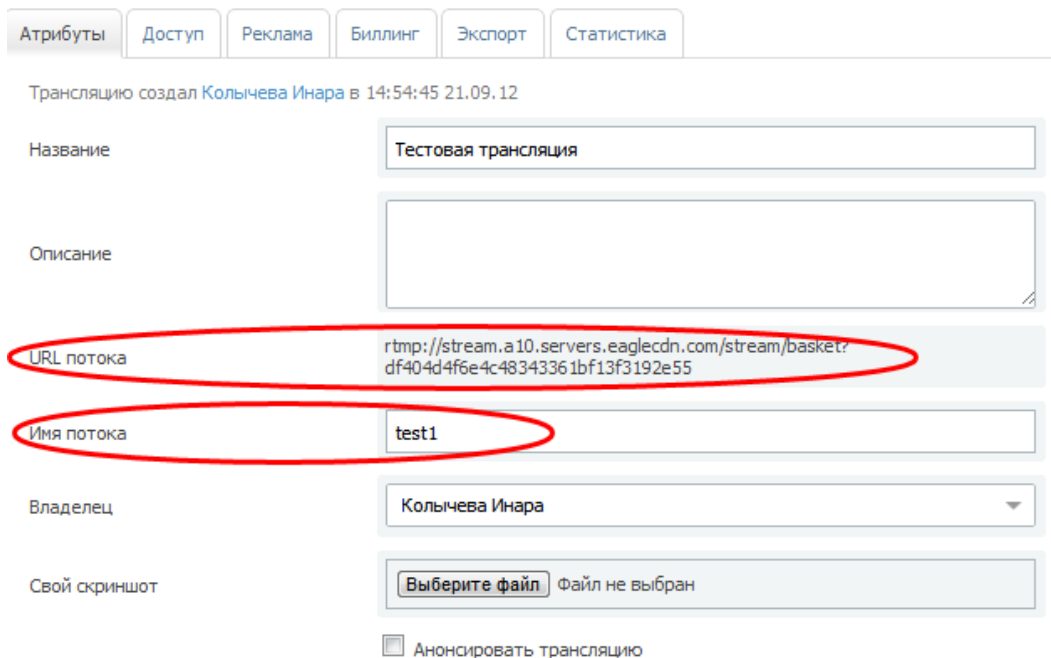 Атрибуты Доступ Реклама Биллинг Экспорт Статистика
Трансляцию создал Колычева Инара в 14:54:45 21.09.12
Название Тестовая трансляция
Описание
URL потока rtmp://stream.a10.servers.eaglecdn.com/stream/basket?
df404d4f6e4c48343361bf13f3192e55
Имя потока test1
Владелец Колычева Инара
Свой скриншот Выберите файл Файл не выбран
Анонсировать трансляцию